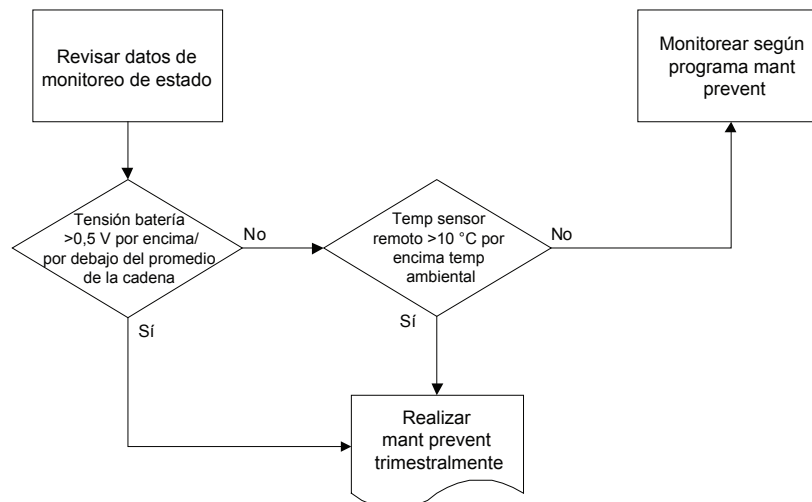 Revisar datos de
monitoreo de estado
Monitorear según
programa mant
prevent
Tensión batería
>0,5 V por encima/
por debajo del promedio
de la cadena
No
Temp sensor
remoto >10 °C por
encima temp
ambiental
No
Sí
Sí
Realizar
mant prevent
trimestralmente